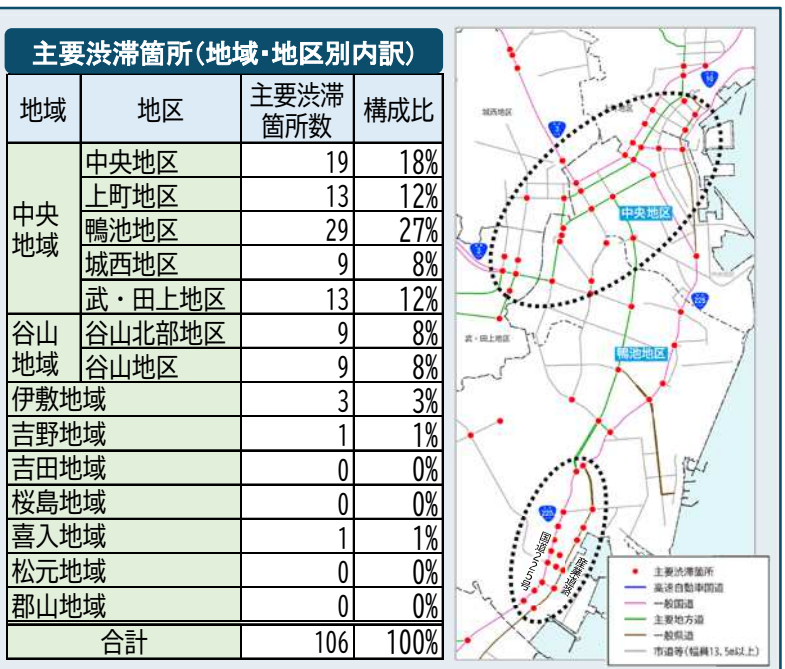 主要渋滞箇所（地域･地区別内訳）
地域 地区 主要渋滞箇所数 構成比
中央地域 中央地区 19 18%
上町地区 13 12%
鴨池地区 29 27%
城西地区 9 8%
武・田上地区 13 12%
谷山地域 谷山北部地区 9 8%
谷山地区 9 8%
伊敷地域 3 3%
吉野地域 1 1%
吉田地域 0 0%
桜島地域 0 0%
喜入地域 1 1%
松元地域 0 0%
郡山地域 0 0%
合計 106 100%
10
城西地区
3
中央地区
3
225
武・田上地区
鴨池地区
225
国道225号
産業道路
主要渋滞箇所
高速自動車国道
一般国道
主要地方道
一般県道
市道等(幅員13.5m以上)